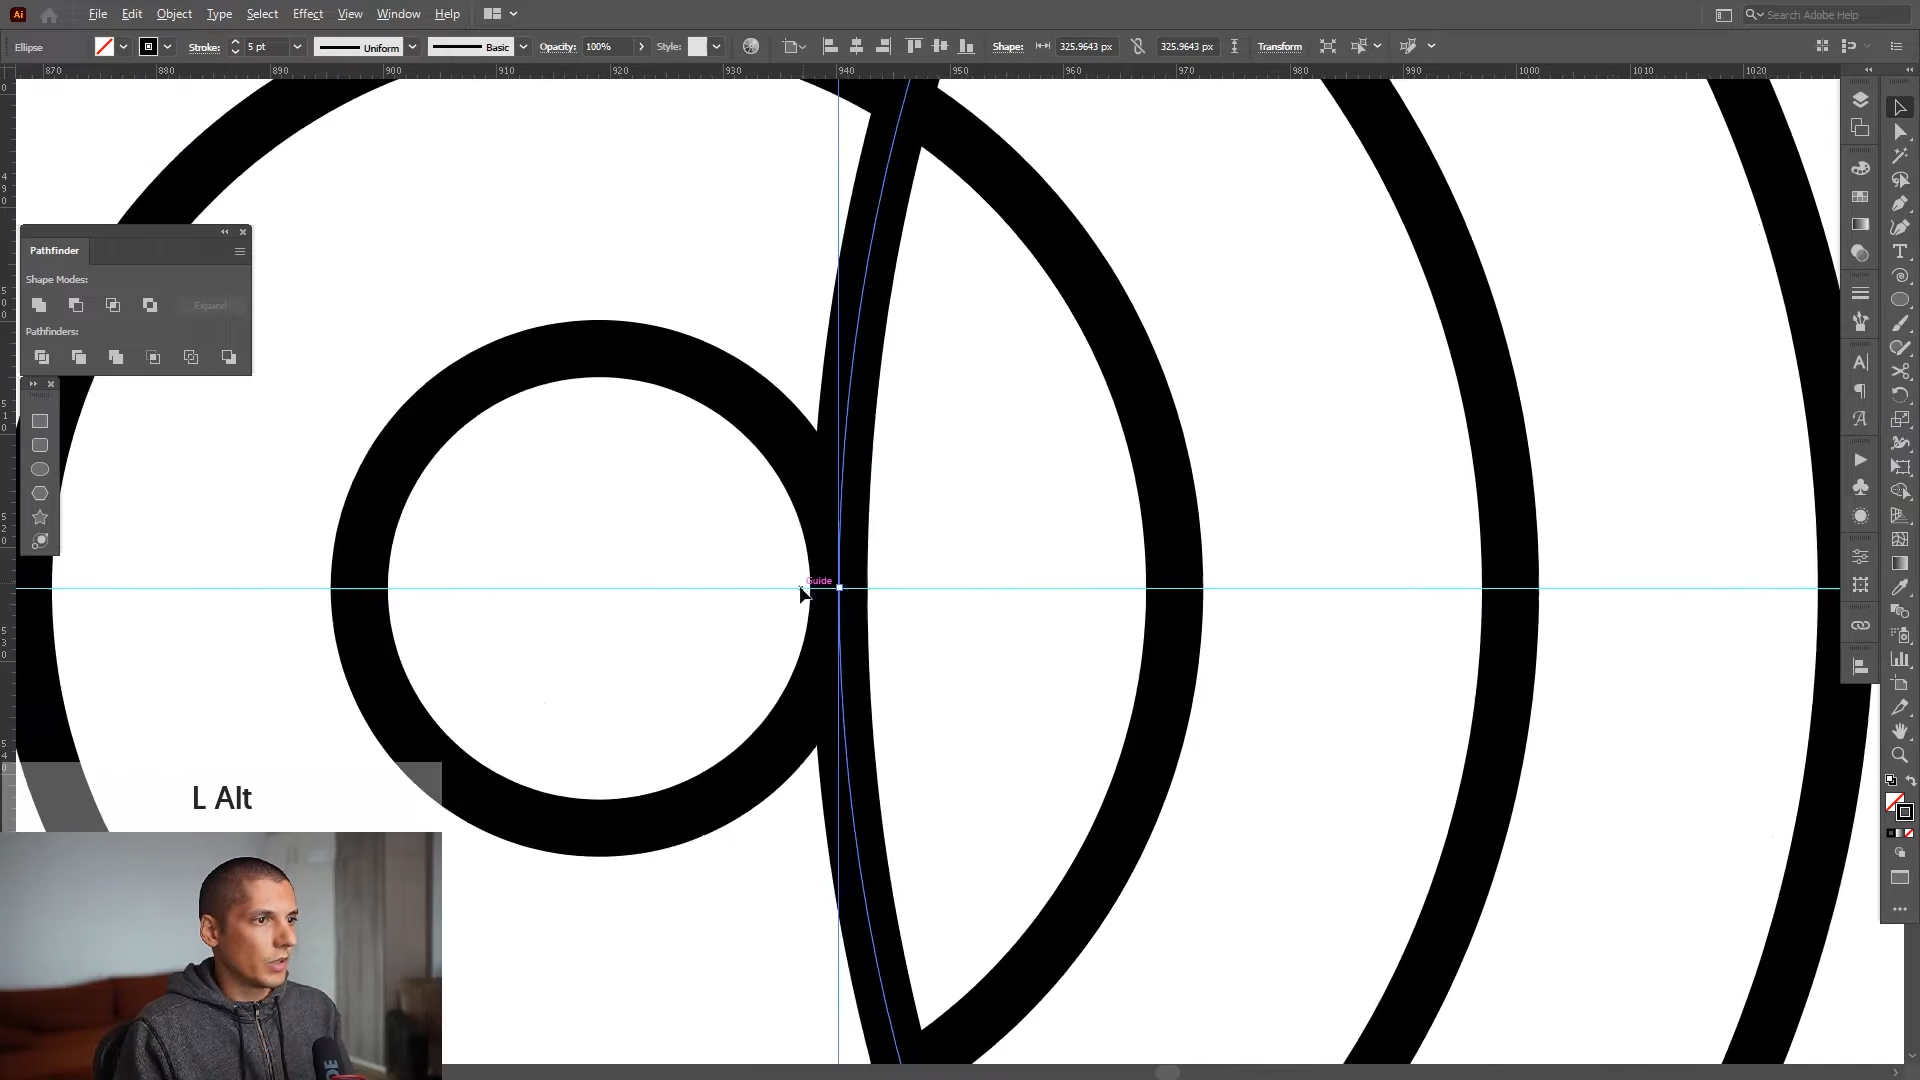 Ai File Edit Object Type Select Effect View Window Help Search Adobe Help
Ellipse Stroke: 5 pt Uniform Basic Opacity: 100% Style: Shape: 325.9643 px 325.9643 px Transform
870 880 890 900 910 920 930 940 950 960 970 980 990 1000 1010 1020
Pathfinder
Shape Modes:
Expand
Pathfinders:
Guide
L Alt